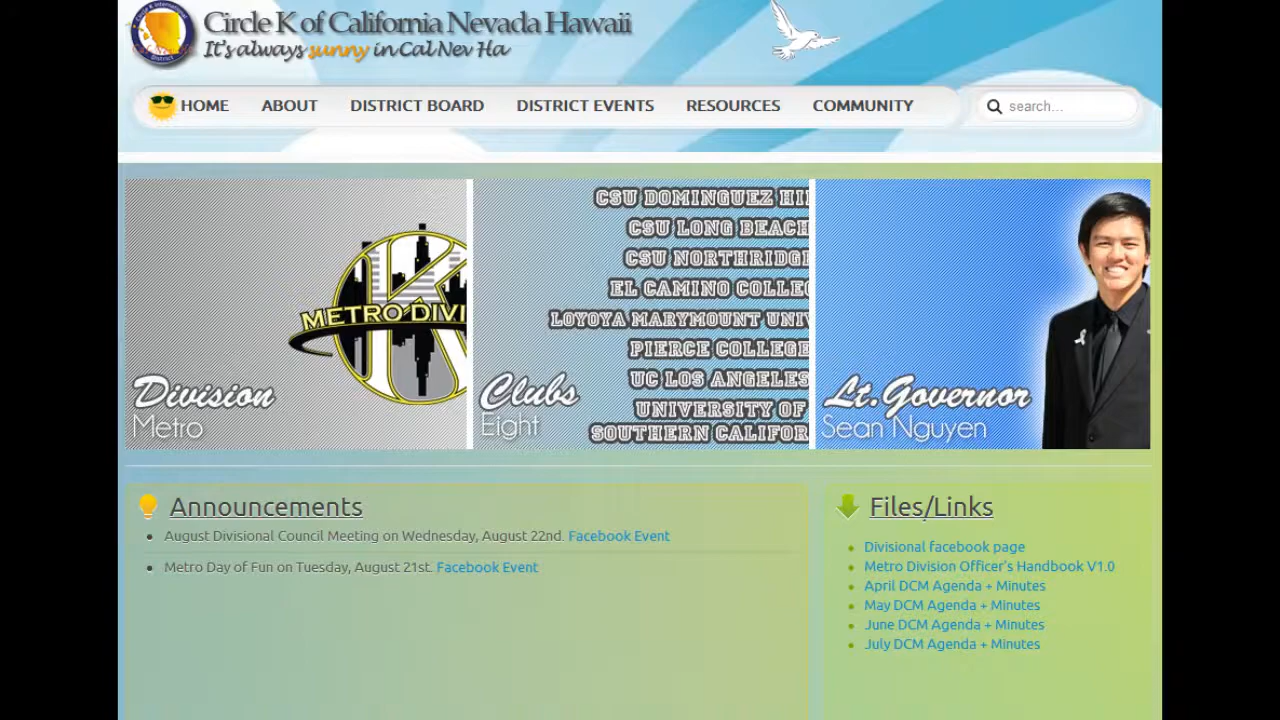 Circle K of California Nevada Hawaii
It's always sunny in Cal Nev Ha
HOME ABOUT DISTRICT BOARD DISTRICT EVENTS RESOURCES COMMUNITY search...
METRO DIVI
Division
Metro
CSU DOMINGUEZ HI
CSU LONG BEACH
CSU NORTHRIDGE
EL CAMINO COLLEG
LOYOYA MARYMOUNT UNIV
PIERCE COLLEGE
UC LOS ANGELES
UNIVERSITY OF
SOUTHERN CALIFOR
Clubs
Eight
Lt. Governor
Sean Nguyen
Announcements
August Divisional Council Meeting on Wednesday, August 22nd. Facebook Event
Metro Day of Fun on Tuesday, August 21st. Facebook Event
Files/Links
Divisional facebook page
Metro Division Officer's Handbook V1.0
April DCM Agenda + Minutes
May DCM Agenda + Minutes
June DCM Agenda + Minutes
July DCM Agenda + Minutes